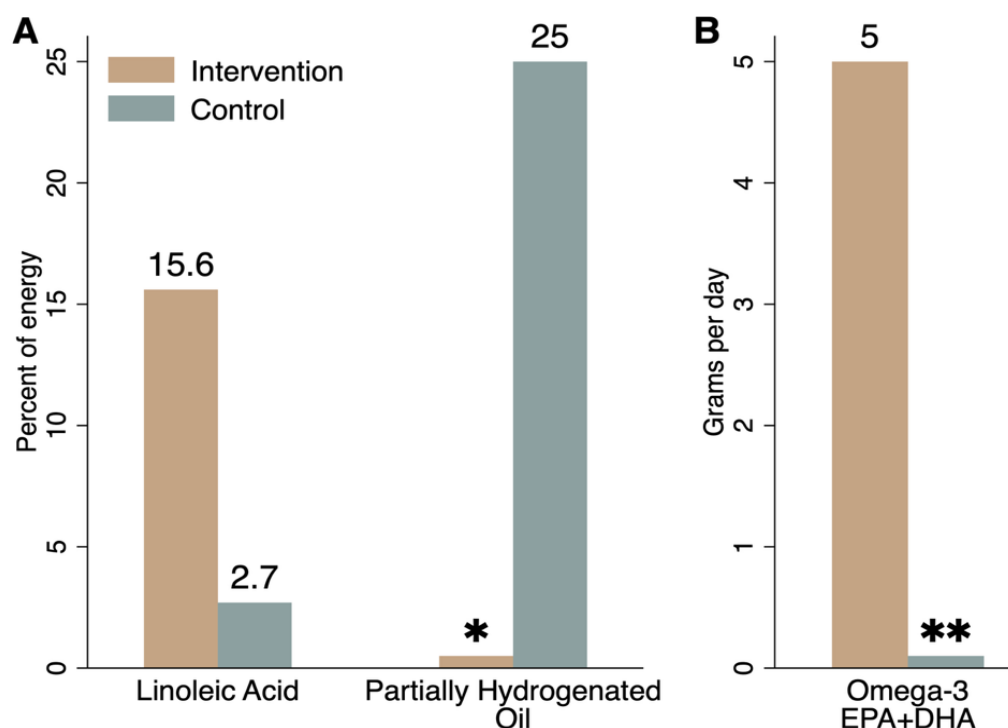 A
Intervention
Control
Percent of energy
25
20
15
10
5
0
15.6
2.7
*
25
Linoleic Acid
Partially Hydrogenated
Oil
B
Grams per day
5
4
3
2
1
0
5
**
Omega-3
EPA+DHA